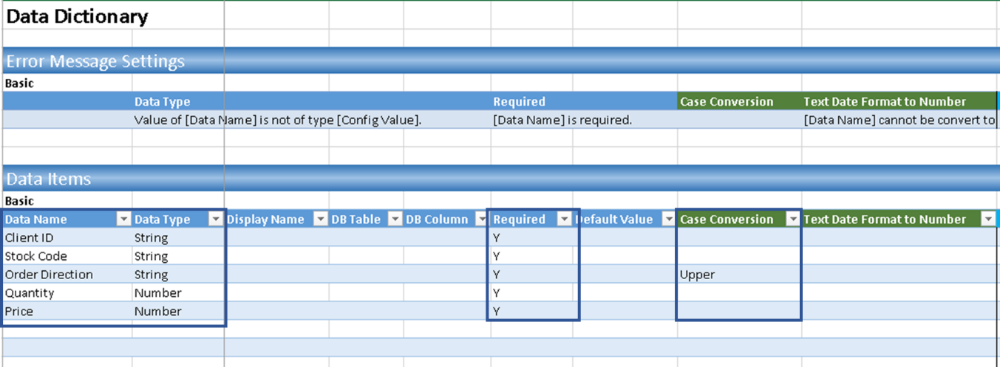 Data Dictionary
Error Message Settings
Basic
Data Type Required Case Conversion Text Date Format to Number
Value of [Data Name] is not of type [Config Value]. [Data Name] is required. [Data Name] cannot be convert to
Data Items
Basic
Data Name Data Type Display Name DB Table DB Column Required Default Value Case Conversion Text Date Format to Number
Client ID String Y
Stock Code String Y
Order Direction String Y Upper
Quantity Number Y
Price Number Y